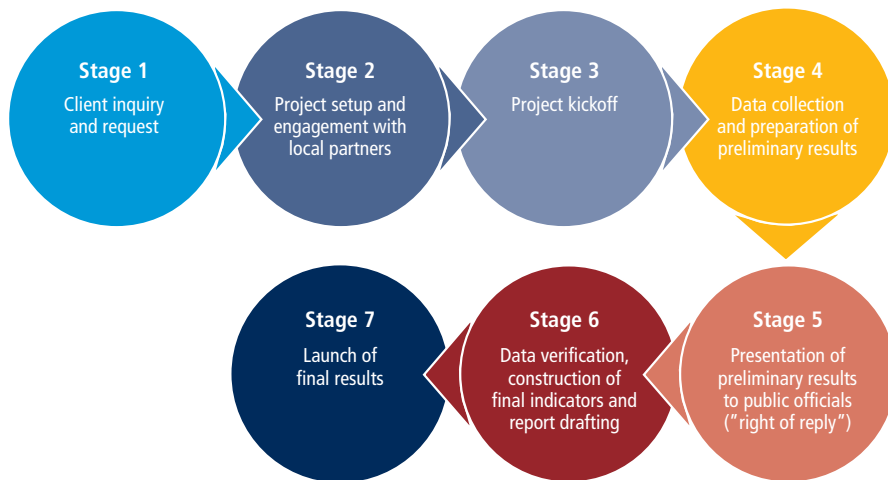 Stage 1
Client inquiry
and request
Stage 2
Project setup and
engagement with
local partners
Stage 3
Project kickoff
Stage 4
Data collection
and preparation of
preliminary results
Stage 5
Presentation of
preliminary results
to public officials
("right of reply")
Stage 6
Data verification,
construction of
final indicators and
report drafting
Stage 7
Launch of
final results